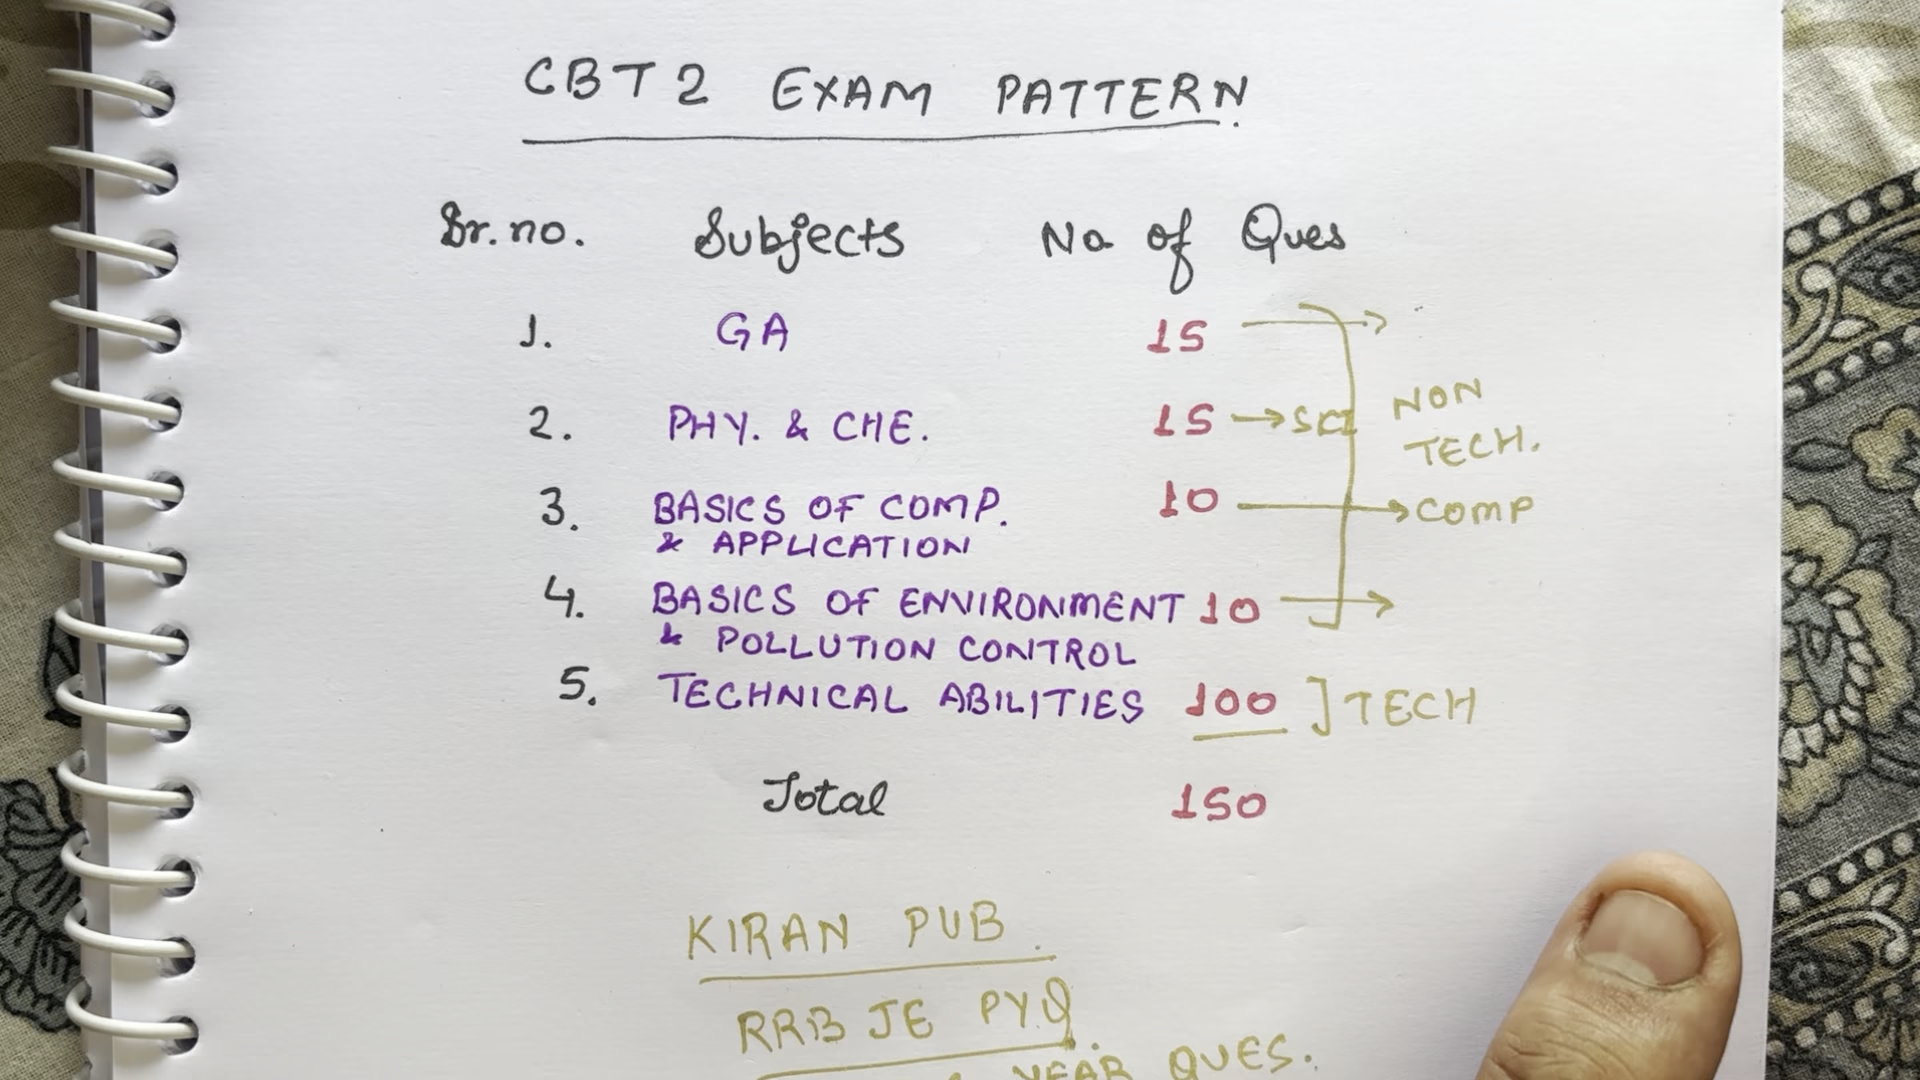 CBT 2 EXAM PATTERN.
Sr. no. Subjects No of Ques
1. GA 15
2. PHY. & CHE. 15 → SCI
NON
TECH.
3. BASICS OF COMP. 10 → COMP
& APPLICATION
4. BASICS OF ENVIRONMENT 10
& POLLUTION CONTROL
5. TECHNICAL ABILITIES 100 ] TECH
Total 150
KIRAN PUB.
RRB JE PYQ.
YEAR QUES.